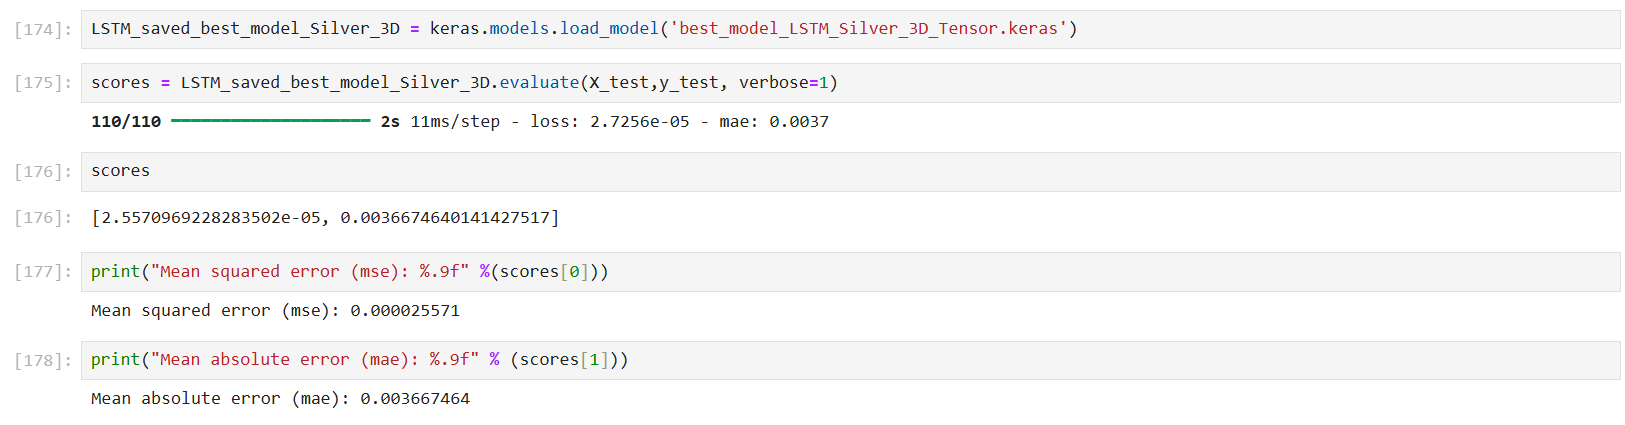 [174]: LSTM_saved_best_model_Silver_3D = keras.models.load_model('best_model_LSTM_Silver_3D_Tensor.keras')
[175]: scores = LSTM_saved_best_model_Silver_3D.evaluate(X_test,y_test, verbose=1)
110/110 ━━━━━━━━━━━━━━━━━━━━ 2s 11ms/step - loss: 2.7256e-05 - mae: 0.0037
[176]: scores
[176]: [2.5570969228283502e-05, 0.0036674640141427517]
[177]: print("Mean squared error (mse): %.9f" %(scores[0]))
Mean squared error (mse): 0.000025571
[178]: print("Mean absolute error (mae): %.9f" % (scores[1]))
Mean absolute error (mae): 0.003667464